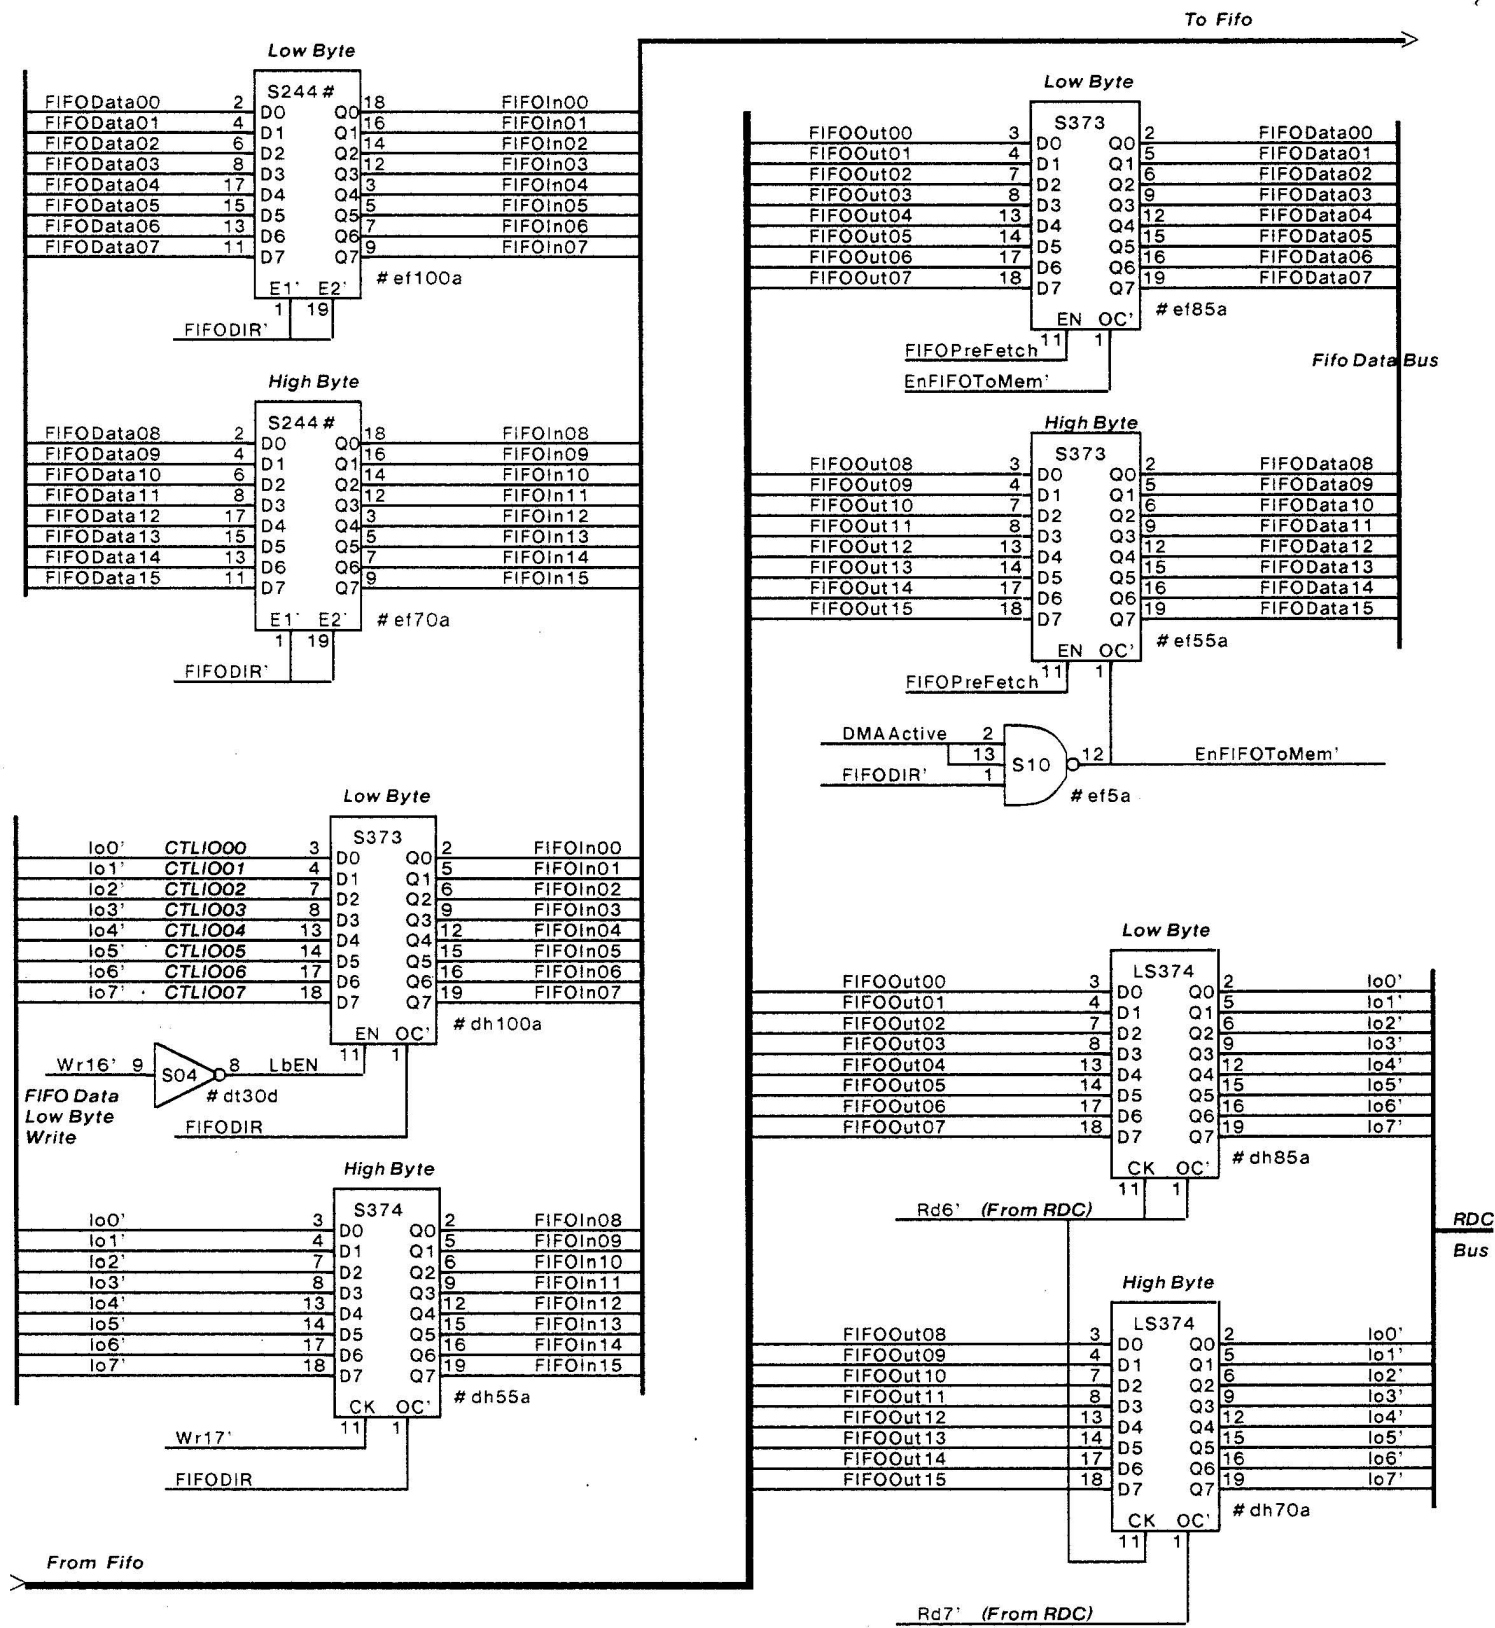 To Fifo
Low Byte
S244#
FIFOData00 2 D0 Q0 18 FIFOIn00
FIFOData01 4 D1 Q1 16 FIFOIn01
FIFOData02 6 D2 Q2 14 FIFOIn02
FIFOData03 8 D3 Q3 12 FIFOIn03
FIFOData04 17 D4 Q4 3 FIFOIn04
FIFOData05 15 D5 Q5 5 FIFOIn05
FIFOData06 13 D6 Q6 7 FIFOIn06
FIFOData07 11 D7 Q7 9 FIFOIn07
#ef100a
E1' E2'
1 19
FIFODIR'
High Byte
S244#
FIFOData08 2 D0 Q0 18 FIFOIn08
FIFOData09 4 D1 Q1 16 FIFOIn09
FIFOData10 6 D2 Q2 14 FIFOIn10
FIFOData11 8 D3 Q3 12 FIFOIn11
FIFOData12 17 D4 Q4 3 FIFOIn12
FIFOData13 15 D5 Q5 5 FIFOIn13
FIFOData14 13 D6 Q6 7 FIFOIn14
FIFOData15 11 D7 Q7 9 FIFOIn15
E1' E2' #ef70a
1 19
FIFODIR'
Low Byte
S373
Io0' CTLIO00 3 D0 Q0 2 FIFOIn00
Io1' CTLIO01 4 D1 Q1 5 FIFOIn01
Io2' CTLIO02 7 D2 Q2 6 FIFOIn02
Io3' CTLIO03 8 D3 Q3 9 FIFOIn03
Io4' CTLIO04 13 D4 Q4 12 FIFOIn04
Io5' CTLIO05 14 D5 Q5 15 FIFOIn05
Io6' CTLIO06 17 D6 Q6 16 FIFOIn06
Io7' CTLIO07 18 D7 Q7 19 FIFOIn07
EN OC' #dh100a
11 1
Wr16' 9 S04 8 LbEN
#dt30d
FIFO Data
Low Byte
Write
FIFODIR
High Byte
S374
Io0' 3 D0 Q0 2 FIFOIn08
Io1' 4 D1 Q1 5 FIFOIn09
Io2' 7 D2 Q2 6 FIFOIn10
Io3' 8 D3 Q3 9 FIFOIn11
Io4' 13 D4 Q4 12 FIFOIn12
Io5' 14 D5 Q5 15 FIFOIn13
Io6' 17 D6 Q6 16 FIFOIn14
Io7' 18 D7 Q7 19 FIFOIn15
CK OC' #dh55a
11 1
Wr17'
FIFODIR
From Fifo
Low Byte
S373
FIFOOut00 3 D0 Q0 2 FIFOData00
FIFOOut01 4 D1 Q1 5 FIFOData01
FIFOOut02 7 D2 Q2 6 FIFOData02
FIFOOut03 8 D3 Q3 9 FIFOData03
FIFOOut04 13 D4 Q4 12 FIFOData04
FIFOOut05 14 D5 Q5 15 FIFOData05
FIFOOut06 17 D6 Q6 16 FIFOData06
FIFOOut07 18 D7 Q7 19 FIFOData07
#ef85a
EN OC'
11 1
FIFOPreFetch
EnFIFOToMem'
Fifo Data Bus
High Byte
S373
FIFOOut08 3 D0 Q0 2 FIFOData08
FIFOOut09 4 D1 Q1 5 FIFOData09
FIFOOut10 7 D2 Q2 6 FIFOData10
FIFOOut11 8 D3 Q3 9 FIFOData11
FIFOOut12 13 D4 Q4 12 FIFOData12
FIFOOut13 14 D5 Q5 15 FIFOData13
FIFOOut14 17 D6 Q6 16 FIFOData14
FIFOOut15 18 D7 Q7 19 FIFOData15
EN OC' #ef55a
11 1
FIFOPreFetch
DMAActive 2
13 S10 12 EnFIFOToMem'
FIFODIR' 1
#ef5a
Low Byte
LS374
FIFOOut00 3 D0 Q0 2 Io0'
FIFOOut01 4 D1 Q1 5 Io1'
FIFOOut02 7 D2 Q2 6 Io2'
FIFOOut03 8 D3 Q3 9 Io3'
FIFOOut04 13 D4 Q4 12 Io4'
FIFOOut05 14 D5 Q5 15 Io5'
FIFOOut06 17 D6 Q6 16 Io6'
FIFOOut07 18 D7 Q7 19 Io7'
CK OC' #dh85a
11 1
Rd6' (From RDC)
RDC
Bus
High Byte
LS374
FIFOOut08 3 D0 Q0 2 Io0'
FIFOOut09 4 D1 Q1 5 Io1'
FIFOOut10 7 D2 Q2 6 Io2'
FIFOOut11 8 D3 Q3 9 Io3'
FIFOOut12 13 D4 Q4 12 Io4'
FIFOOut13 14 D5 Q5 15 Io5'
FIFOOut14 17 D6 Q6 16 Io6'
FIFOOut15 18 D7 Q7 19 Io7'
#dh70a
CK OC'
11 1
Rd7' (From RDC)